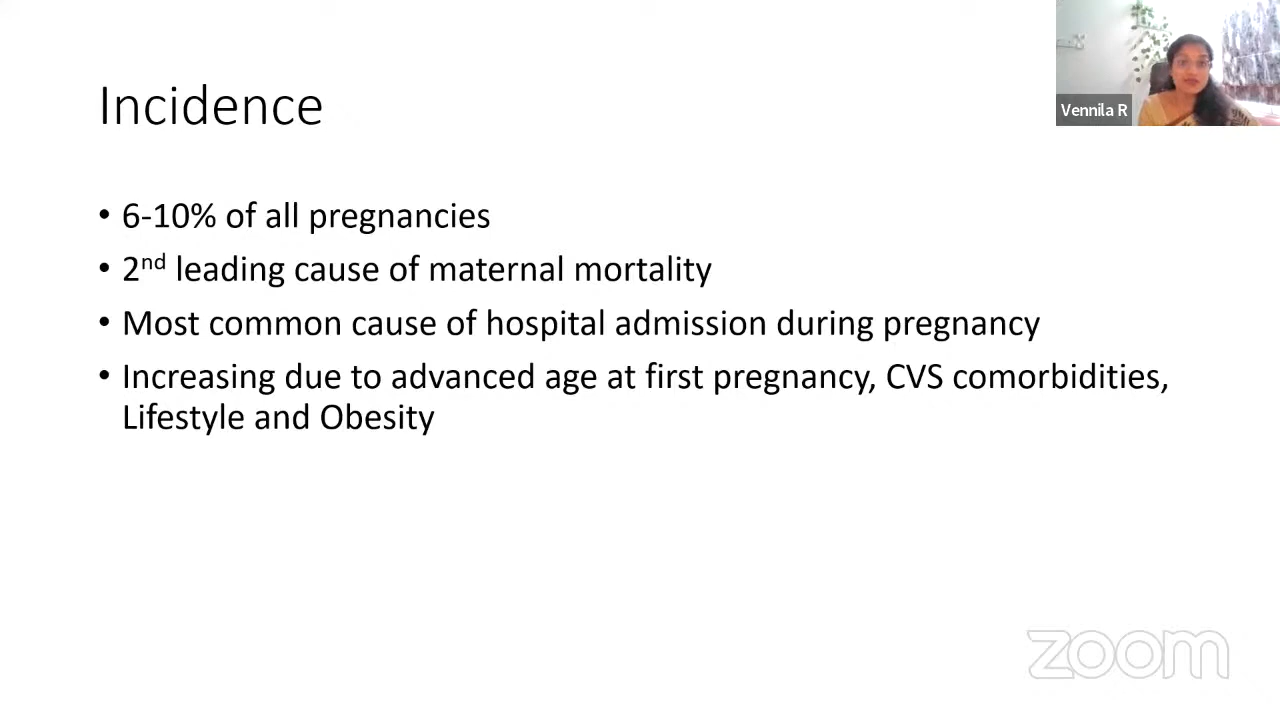 Incidence
Vennila R
• 6-10% of all pregnancies
• 2nd leading cause of maternal mortality
• Most common cause of hospital admission during pregnancy
• Increasing due to advanced age at first pregnancy, CVS comorbidities,
Lifestyle and Obesity
zoom